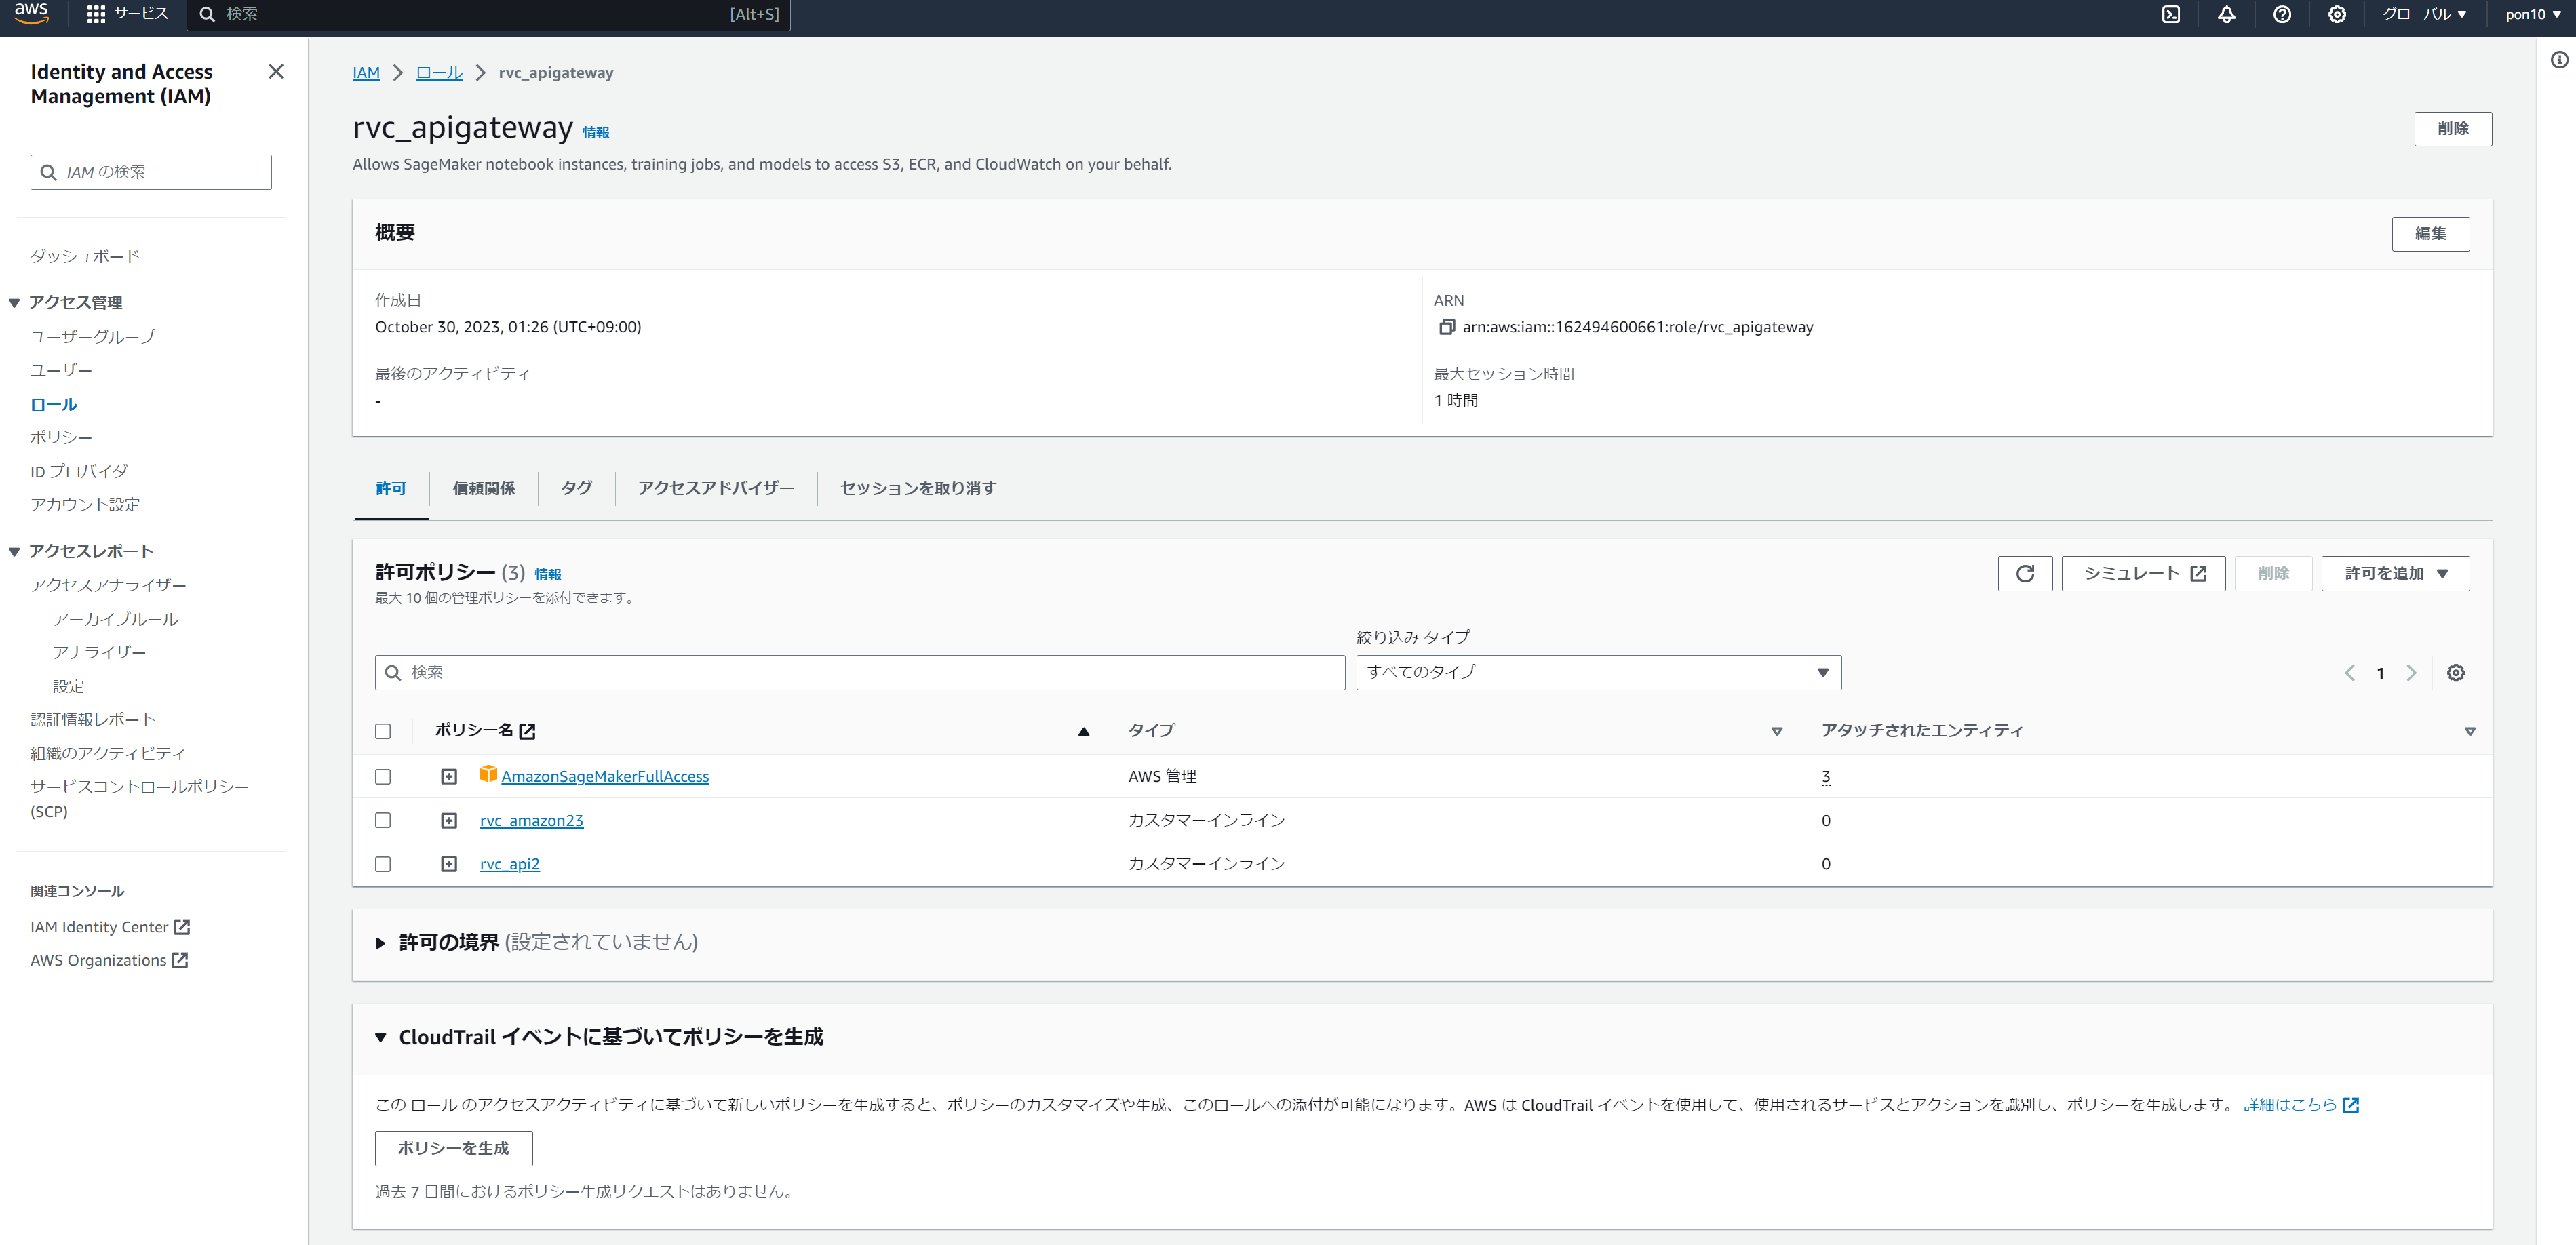 aws
サービス
検索
[Alt+S]
グローバル
pon10
Identity and Access
Management (IAM)
IAM の検索
ダッシュボード
アクセス管理
ユーザーグループ
ユーザー
ロール
ポリシー
ID プロバイダ
アカウント設定
アクセスレポート
アクセスアナライザー
アーカイブルール
アナライザー
設定
認証情報レポート
組織のアクティビティ
サービスコントロールポリシー
(SCP)
関連コンソール
IAM Identity Center
AWS Organizations
IAM
ロール
rvc_apigateway
rvc_apigateway 情報
削除
Allows SageMaker notebook instances, training jobs, and models to access S3, ECR, and CloudWatch on your behalf.
概要
編集
作成日
October 30, 2023, 01:26 (UTC+09:00)
ARN
arn:aws:iam::162494600661:role/rvc_apigateway
最後のアクティビティ
-
最大セッション時間
1 時間
許可
信頼関係
タグ
アクセスアドバイザー
セッションを取り消す
許可ポリシー (3) 情報
最大 10 個の管理ポリシーを添付できます。
シミュレート
削除
許可を追加
絞り込み タイプ
検索
すべてのタイプ
1
ポリシー名
タイプ
アタッチされたエンティティ
AmazonSageMakerFullAccess
AWS 管理
3
rvc_amazon23
カスタマーインライン
0
rvc_api2
カスタマーインライン
0
許可の境界 (設定されていません)
CloudTrail イベントに基づいてポリシーを生成
この ロール のアクセスアクティビティに基づいて新しいポリシーを生成すると、ポリシーのカスタマイズや生成、このロールへの添付が可能になります。AWS は CloudTrail イベントを使用して、使用されるサービスとアクションを識別し、ポリシーを生成します。 詳細はこちら
ポリシーを生成
過去 7 日間におけるポリシー生成リクエストはありません。